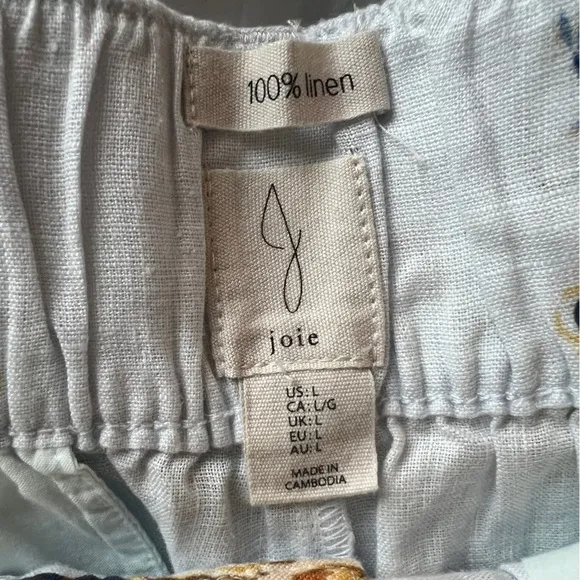 100% linen
joie
US: L
CA: L/G
UK: L
EU: L
AU: L
MADE IN
CAMBODIA